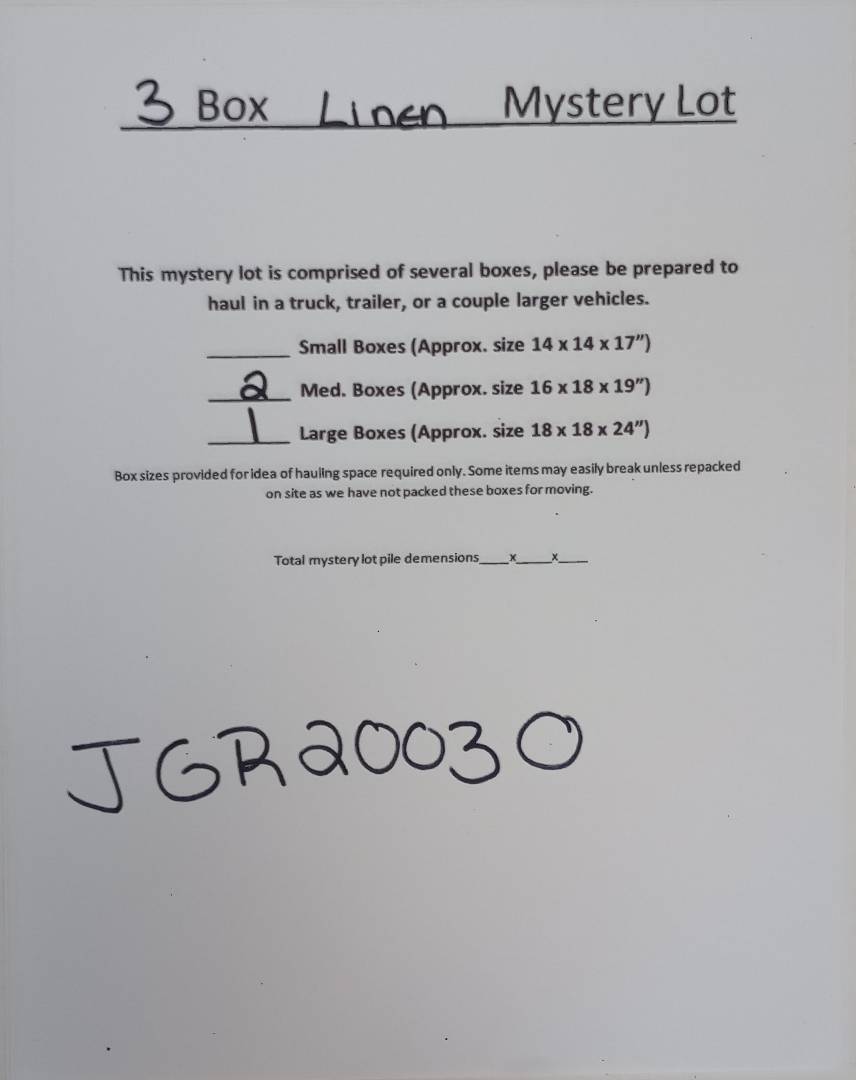 3 Box Linen Mystery Lot
This mystery lot is comprised of several boxes, please be prepared to
haul in a truck, trailer, or a couple larger vehicles.
______ Small Boxes (Approx. size 14 x 14 x 17")
2 Med. Boxes (Approx. size 16 x 18 x 19")
1 Large Boxes (Approx. size 18 x 18 x 24")
Box sizes provided for idea of hauling space required only. Some items may easily break unless repacked
on site as we have not packed these boxes for moving.
Total mystery lot pile demensions____x____x____
JGR20030